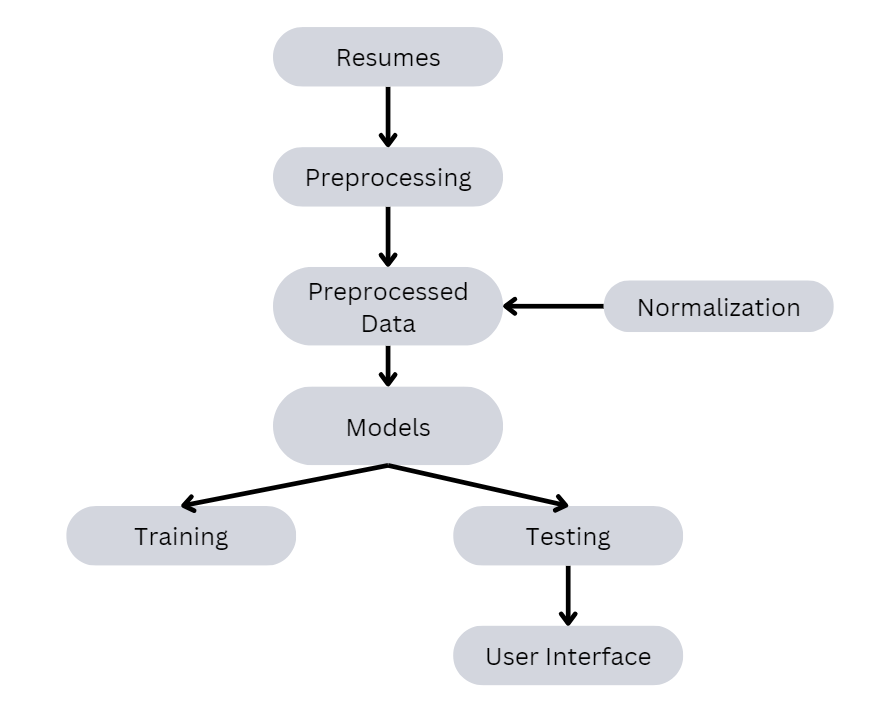 Resumes
Preprocessing
Preprocessed
Data
Normalization
Models
Training
Testing
User Interface